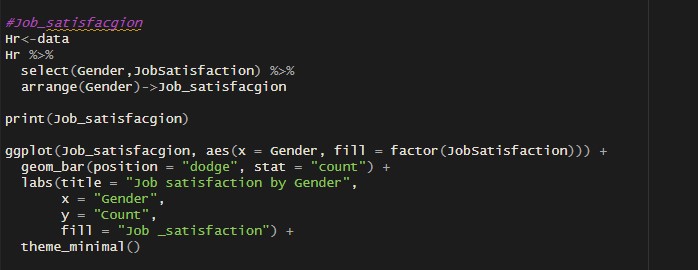 #Job_satisfacgion
Hr<-data
Hr %>%
  select(Gender,JobSatisfaction) %>%
  arrange(Gender)->Job_satisfacgion
print(Job_satisfacgion)
ggplot(Job_satisfacgion, aes(x = Gender, fill = factor(JobSatisfaction))) +
  geom_bar(position = "dodge", stat = "count") +
  labs(title = "Job satisfaction by Gender",
       x = "Gender",
       y = "Count",
       fill = "Job _satisfaction") +
  theme_minimal()